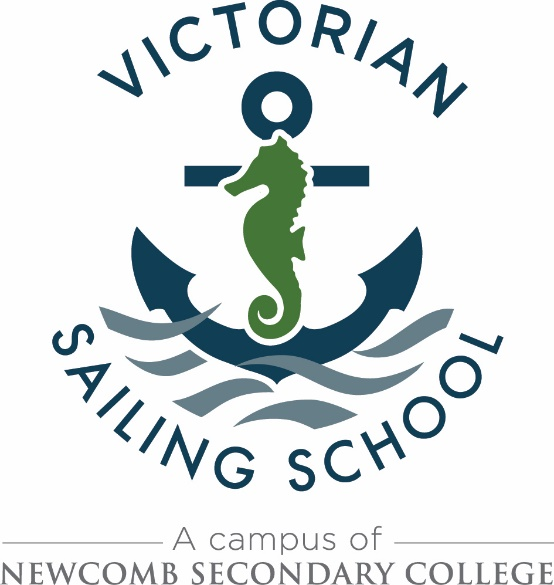 VICTORIAN
SAILING SCHOOL
A campus of
NEWCOMB SECONDARY COLLEGE